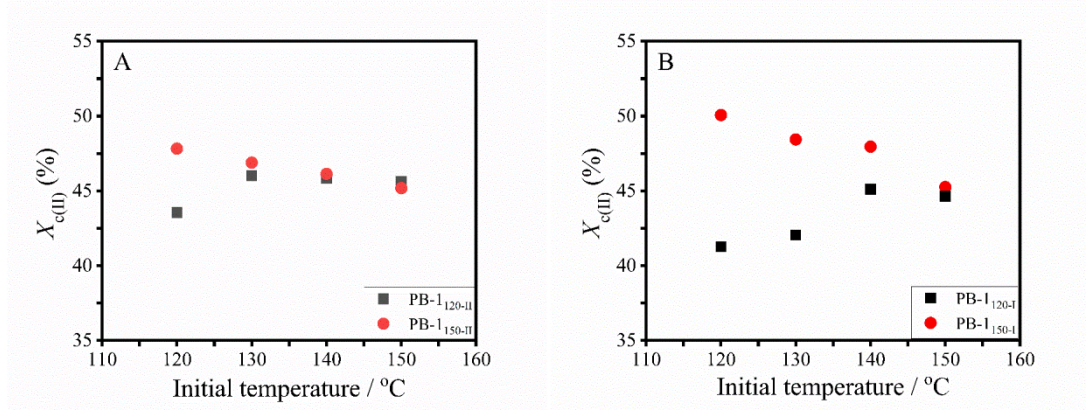 A
55
50
45
40
35
X_c(II) (%)
110 120 130 140 150 160
Initial temperature / °C
PB-1_120-II
PB-1_150-II
B
55
50
45
40
35
X_c(II) (%)
110 120 130 140 150 160
Initial temperature / °C
PB-1_120-I
PB-1_150-I